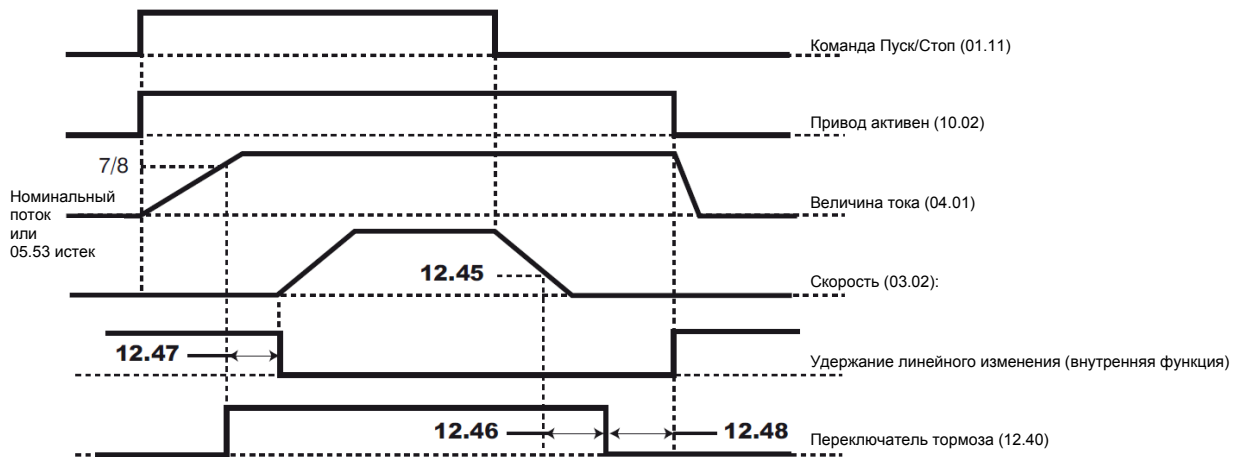 Команда Пуск/Стоп (01.11)
Привод активен (10.02)
7/8
Номинальный
поток
или
05.53 истек
Величина тока (04.01)
12.45
Скорость (03.02):
12.47
Удержание линейного изменения (внутренняя функция)
12.46
12.48
Переключатель тормоза (12.40)